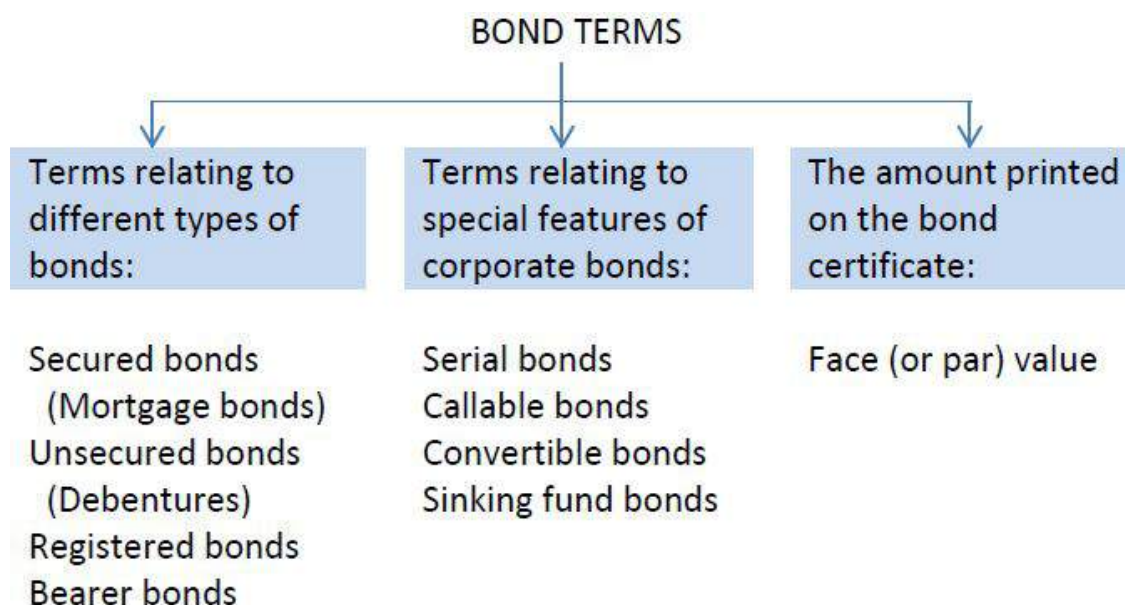 BOND TERMS
Terms relating to
different types of
bonds:
Secured bonds
(Mortgage bonds)
Unsecured bonds
(Debentures)
Registered bonds
Bearer bonds
Terms relating to
special features of
corporate bonds:
Serial bonds
Callable bonds
Convertible bonds
Sinking fund bonds
The amount printed
on the bond
certificate:
Face (or par) value